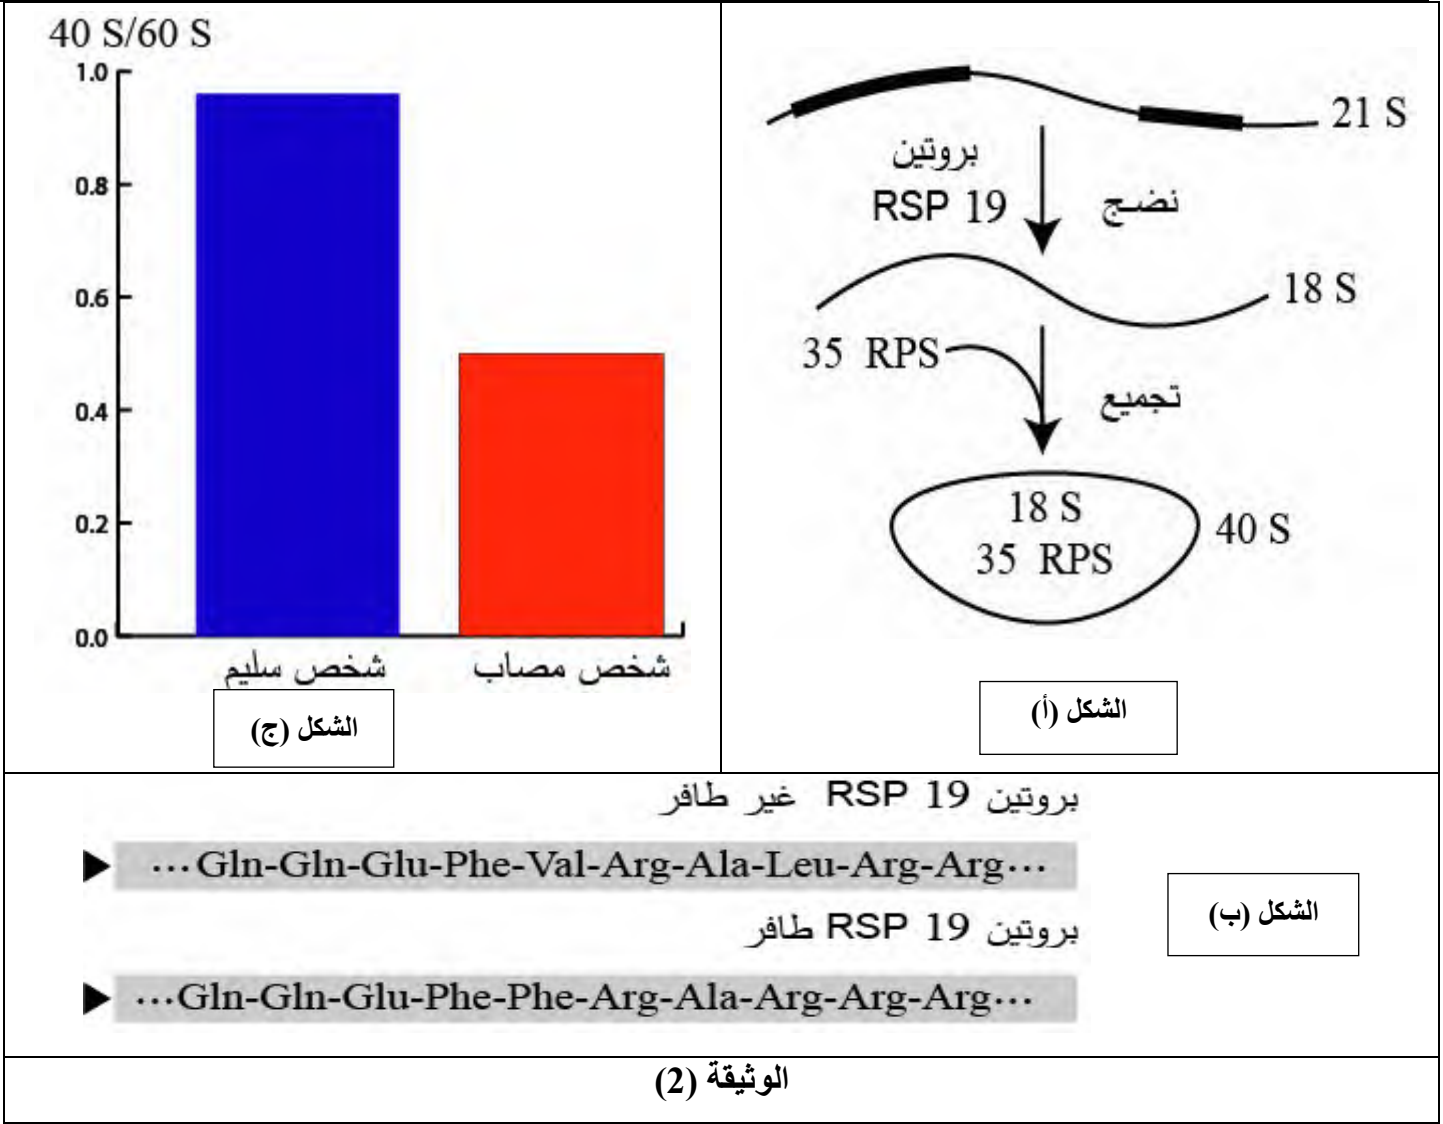 21 S
بروتين
RSP 19
نضج
18 S
35 RPS
تجميع
18 S
35 RPS
40 S
الشكل (أ)
40 S/60 S
1.0
0.8
0.6
0.4
0.2
0.0
شخص سليم
شخص مصاب
الشكل (ج)
بروتين RSP 19 غير طافر
...Gln-Gln-Glu-Phe-Val-Arg-Ala-Leu-Arg-Arg...
بروتين RSP 19 طافر
...Gln-Gln-Glu-Phe-Phe-Arg-Ala-Arg-Arg-Arg...
الشكل (ب)
الوثيقة (2)